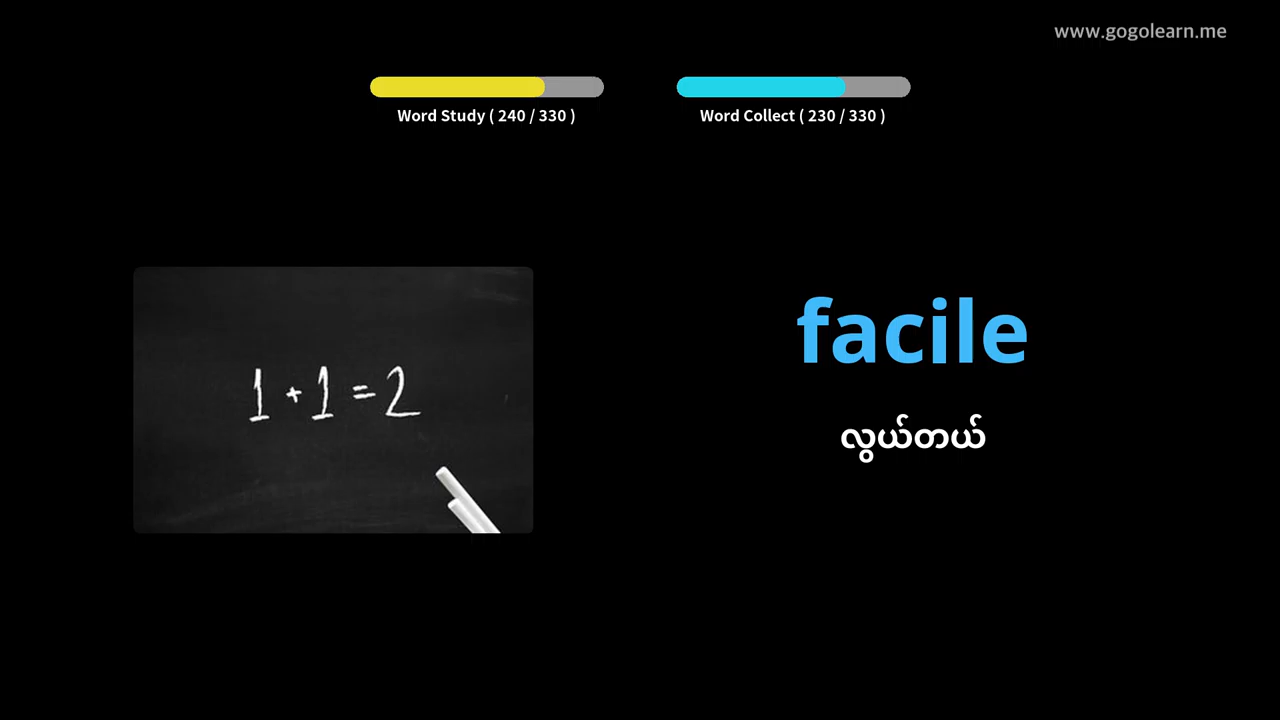 www.gogolearn.me
Word Study ( 240 / 330 )
Word Collect ( 230 / 330 )
1 + 1 = 2
facile
လွယ်တယ်